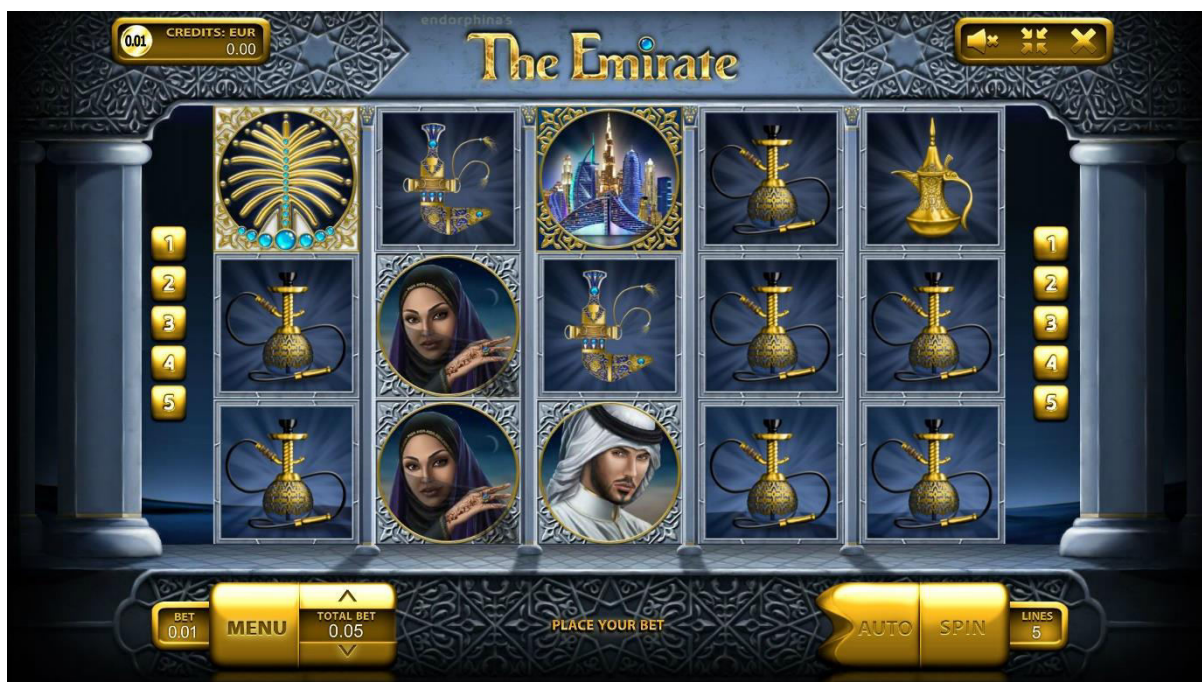 endorphina's
0.01
CREDITS: EUR
0.00
The Emirate
1
2
3
4
5
1
2
3
4
5
BET
0.01
MENU
TOTAL BET
0.05
PLACE YOUR BET
AUTO
SPIN
LINES
5